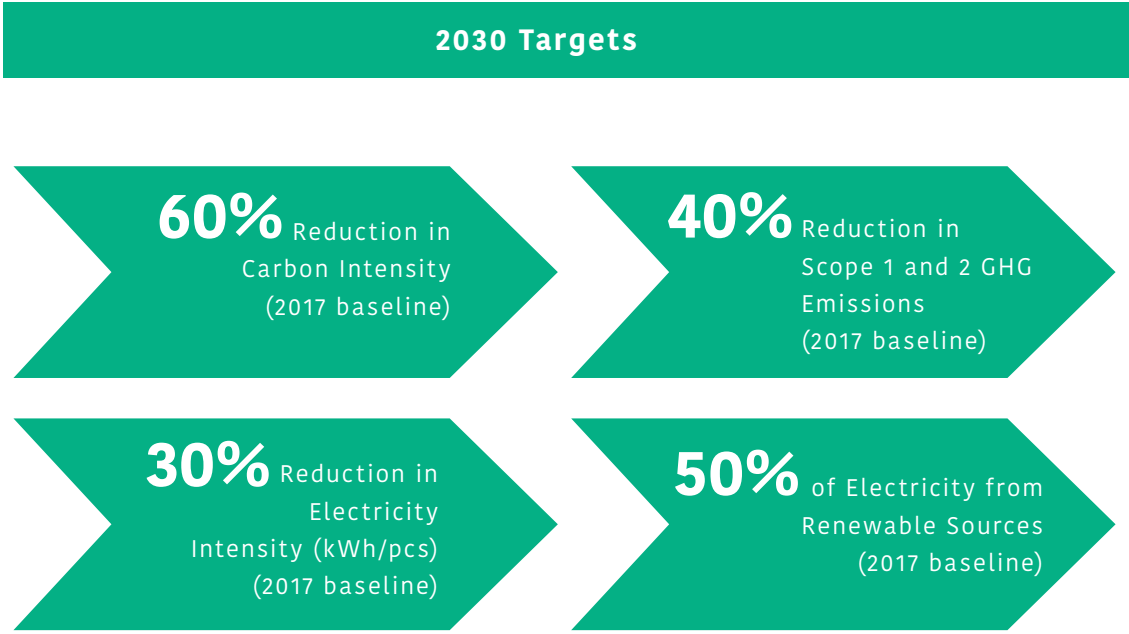 2030 Targets
60% Reduction in
Carbon Intensity
(2017 baseline)
40% Reduction in
Scope 1 and 2 GHG
Emissions
(2017 baseline)
30% Reduction in
Electricity
Intensity (kWh/pcs)
(2017 baseline)
50% of Electricity from
Renewable Sources
(2017 baseline)